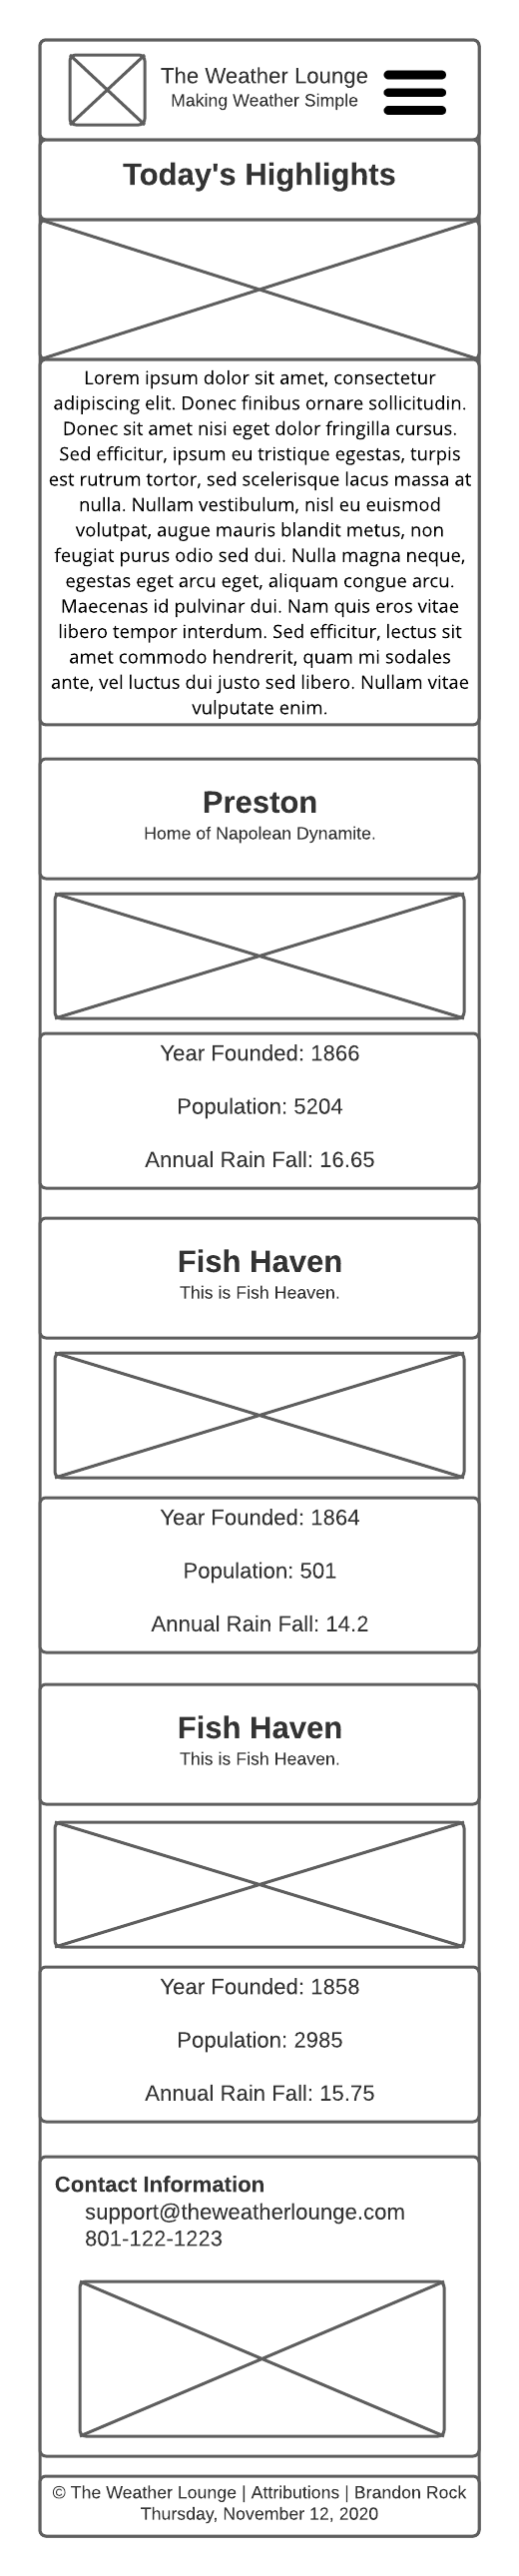 The Weather Lounge
Making Weather Simple
Today's Highlights
Lorem ipsum dolor sit amet, consectetur
adipiscing elit. Donec finibus ornare sollicitudin.
Donec sit amet nisi eget dolor fringilla cursus.
Sed efficitur, ipsum eu tristique egestas, turpis
est rutrum tortor, sed scelerisque lacus massa at
nulla. Nullam vestibulum, nisl eu euismod
volutpat, augue mauris blandit metus, non
feugiat purus odio sed dui. Nulla magna neque,
egestas eget arcu eget, aliquam congue arcu.
Maecenas id pulvinar dui. Nam quis eros vitae
libero tempor interdum. Sed efficitur, lectus sit
amet commodo hendrerit, quam mi sodales
ante, vel luctus dui justo sed libero. Nullam vitae
vulputate enim.
Preston
Home of Napolean Dynamite.
Year Founded: 1866
Population: 5204
Annual Rain Fall: 16.65
Fish Haven
This is Fish Heaven.
Year Founded: 1864
Population: 501
Annual Rain Fall: 14.2
Fish Haven
This is Fish Heaven.
Year Founded: 1858
Population: 2985
Annual Rain Fall: 15.75
Contact Information
support@theweatherlounge.com
801-122-1223
© The Weather Lounge | Attributions | Brandon Rock
Thursday, November 12, 2020